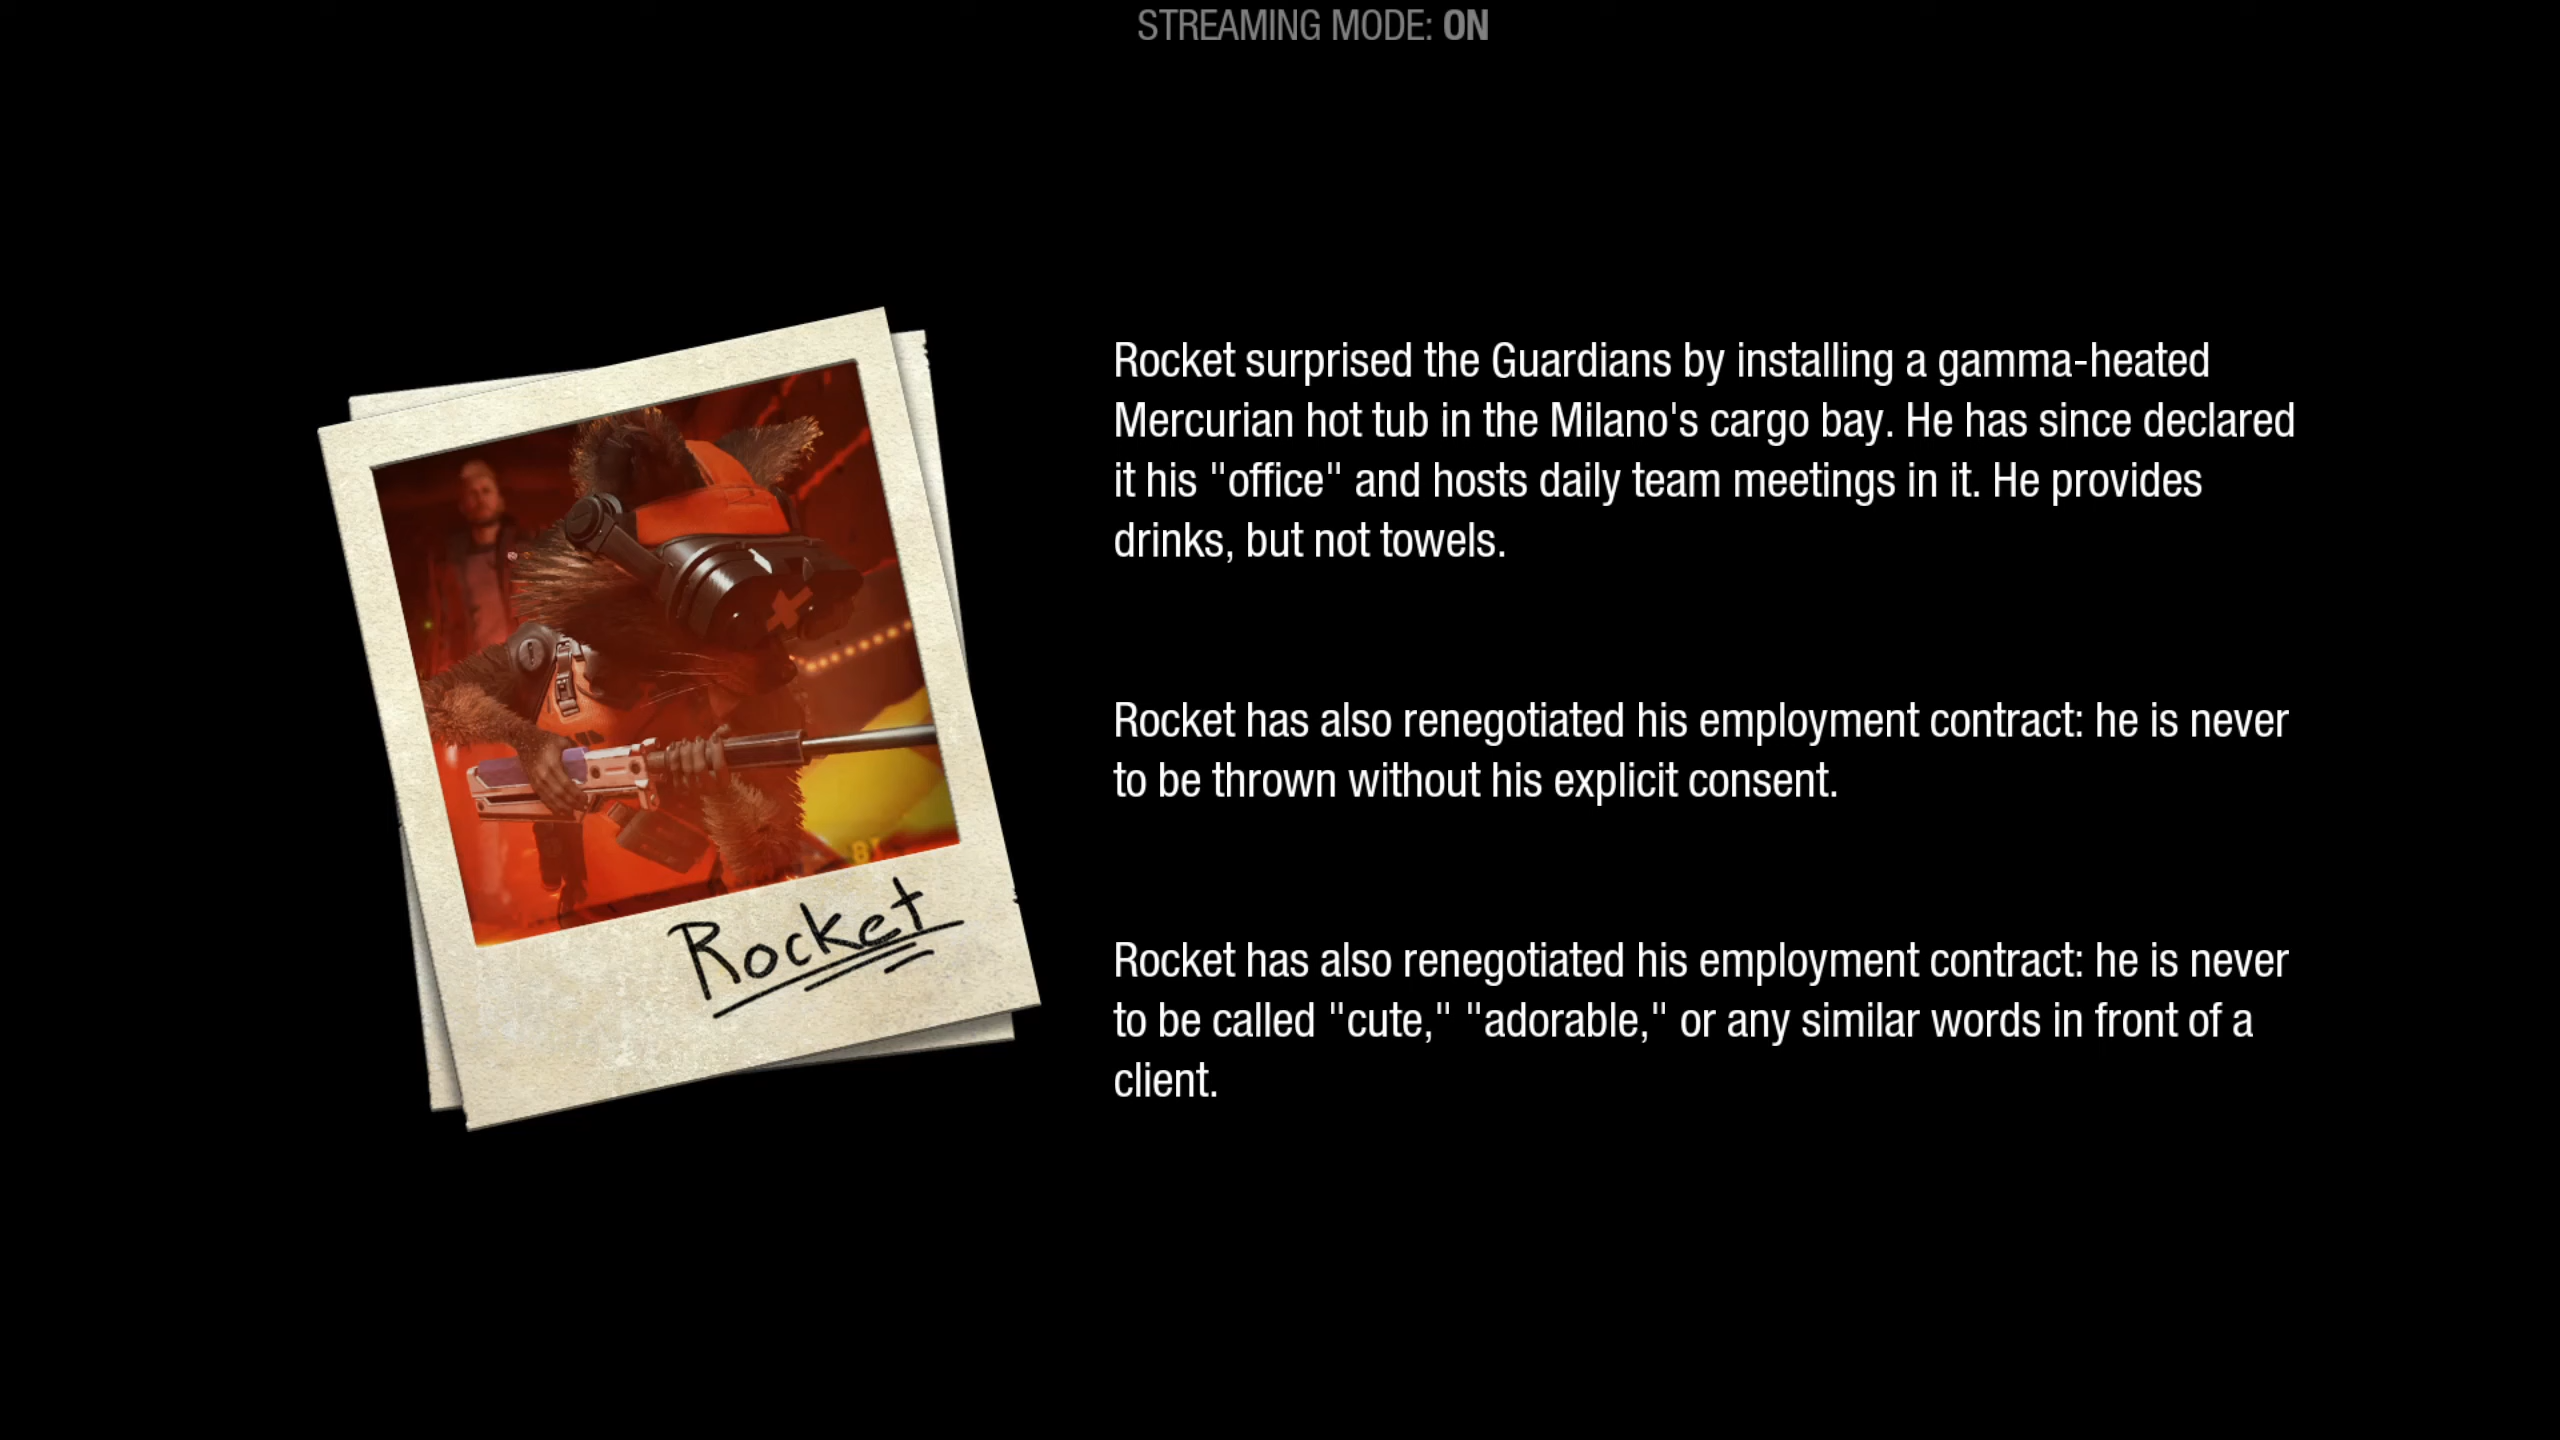 STREAMING MODE: ON
Rocket surprised the Guardians by installing a gamma-heated
Mercurian hot tub in the Milano's cargo bay. He has since declared
it his "office" and hosts daily team meetings in it. He provides
drinks, but not towels.
Rocket has also renegotiated his employment contract: he is never
to be thrown without his explicit consent.
Rocket has also renegotiated his employment contract: he is never
to be called "cute," "adorable," or any similar words in front of a
client.
Rocket